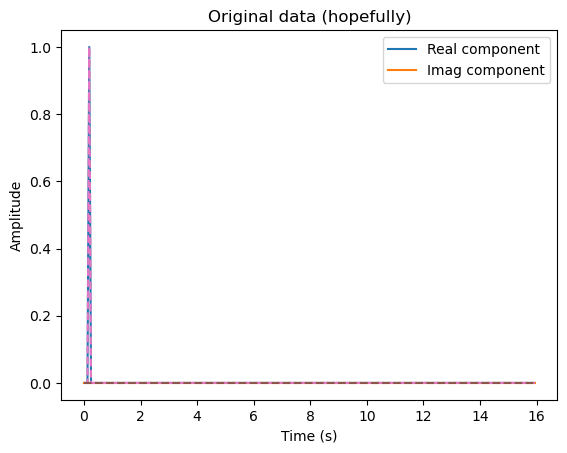 Original data (hopefully)
Real component
Imag component
1.0
0.8
0.6
0.4
0.2
0.0
Amplitude
0 2 4 6 8 10 12 14 16
Time (s)